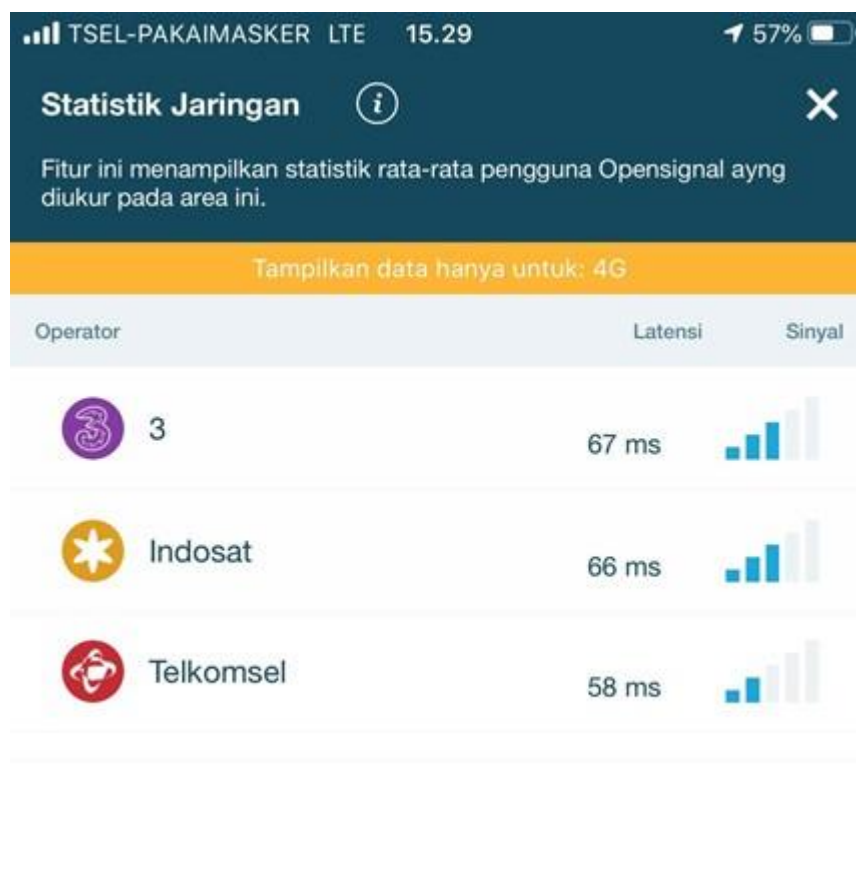 TSEL-PAKAIMASKER LTE 15.29 57%
Statistik Jaringan i
Fitur ini menampilkan statistik rata-rata pengguna Opensignal ayng
diukur pada area ini.
Tampilkan data hanya untuk: 4G
Operator Latensi Sinyal
3 3 67 ms
Indosat 66 ms
Telkomsel 58 ms